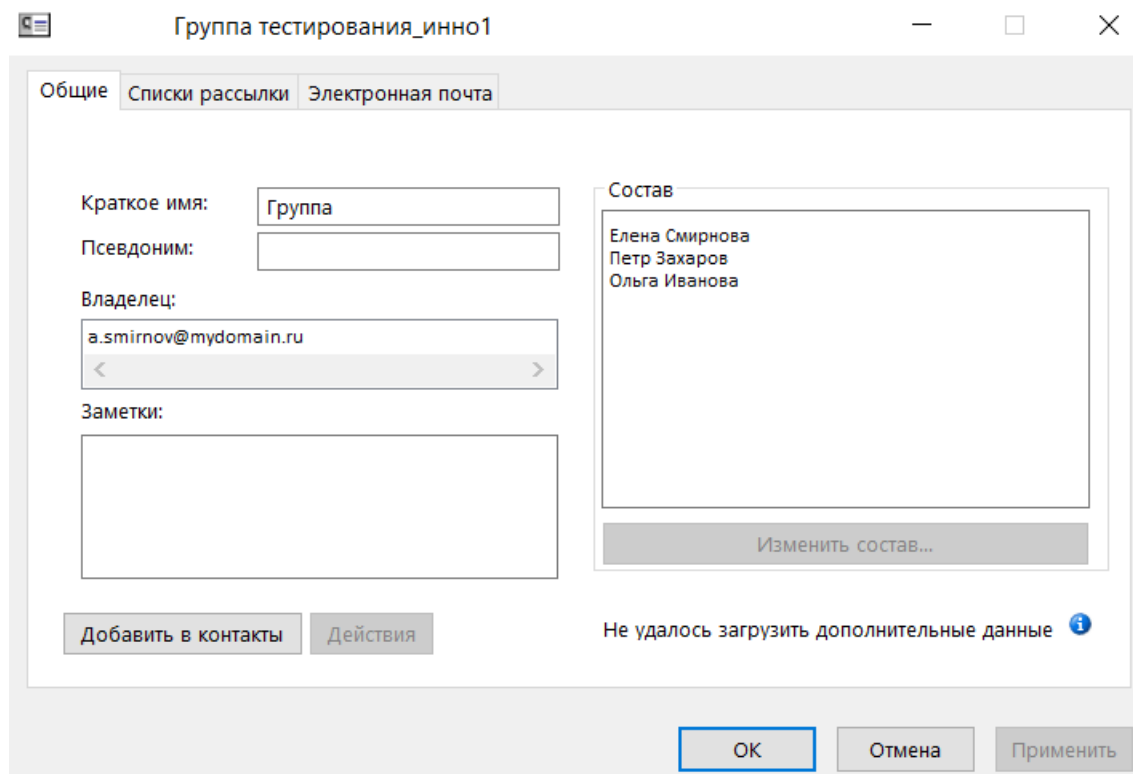 Группа тестирования_инно1
Общие
Списки рассылки
Электронная почта
Краткое имя:
Группа
Псевдоним:
Владелец:
a.smirnov@mydomain.ru
Заметки:
Состав
Елена Смирнова
Петр Захаров
Ольга Иванова
Изменить состав...
Добавить в контакты
Действия
Не удалось загрузить дополнительные данные
ОК
Отмена
Применить